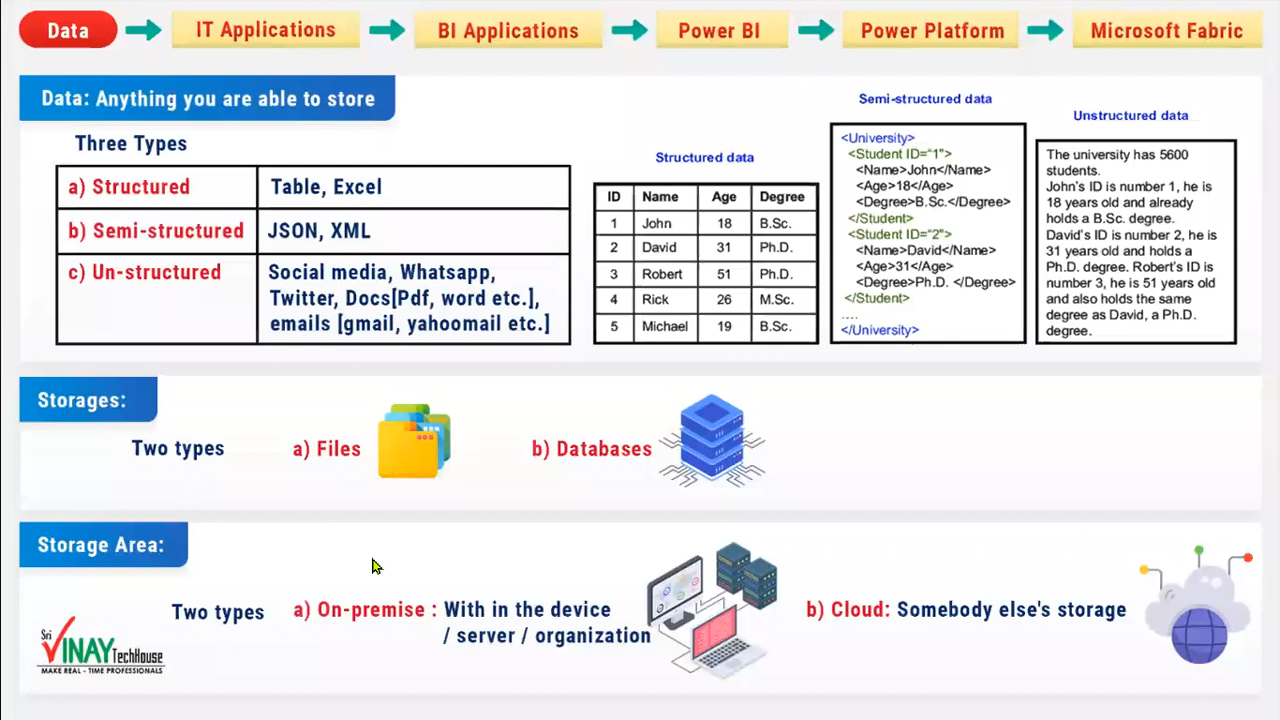 Data
IT Applications
BI Applications
Power BI
Power Platform
Microsoft Fabric
Data: Anything you are able to store
Three Types
a) Structured
Table, Excel
b) Semi-structured
JSON, XML
c) Un-structured
Social media, Whatsapp,
Twitter, Docs[Pdf, word etc.],
emails [gmail, yahoomail etc.]
Structured data
ID Name Age Degree
1 John 18 B.Sc.
2 David 31 Ph.D.
3 Robert 51 Ph.D.
4 Rick 26 M.Sc.
5 Michael 19 B.Sc.
Semi-structured data
<University>
<Student ID="1">
<Name>John</Name>
<Age>18</Age>
<Degree>B.Sc.</Degree>
</Student>
<Student ID="2">
<Name>David</Name>
<Age>31</Age>
<Degree>Ph.D. </Degree>
</Student>
....
</University>
Unstructured data
The university has 5600
students.
John's ID is number 1, he is
18 years old and already
holds a B.Sc. degree.
David's ID is number 2, he is
31 years old and holds a
Ph.D. degree. Robert's ID is
number 3, he is 51 years old
and also holds the same
degree as David, a Ph.D.
degree.
Storages:
Two types
a) Files
b) Databases
Storage Area:
Two types
a) On-premise : With in the device
/ server / organization
b) Cloud: Somebody else's storage
Sri
VINAY TechHouse
MAKE REAL - TIME PROFESSIONALS